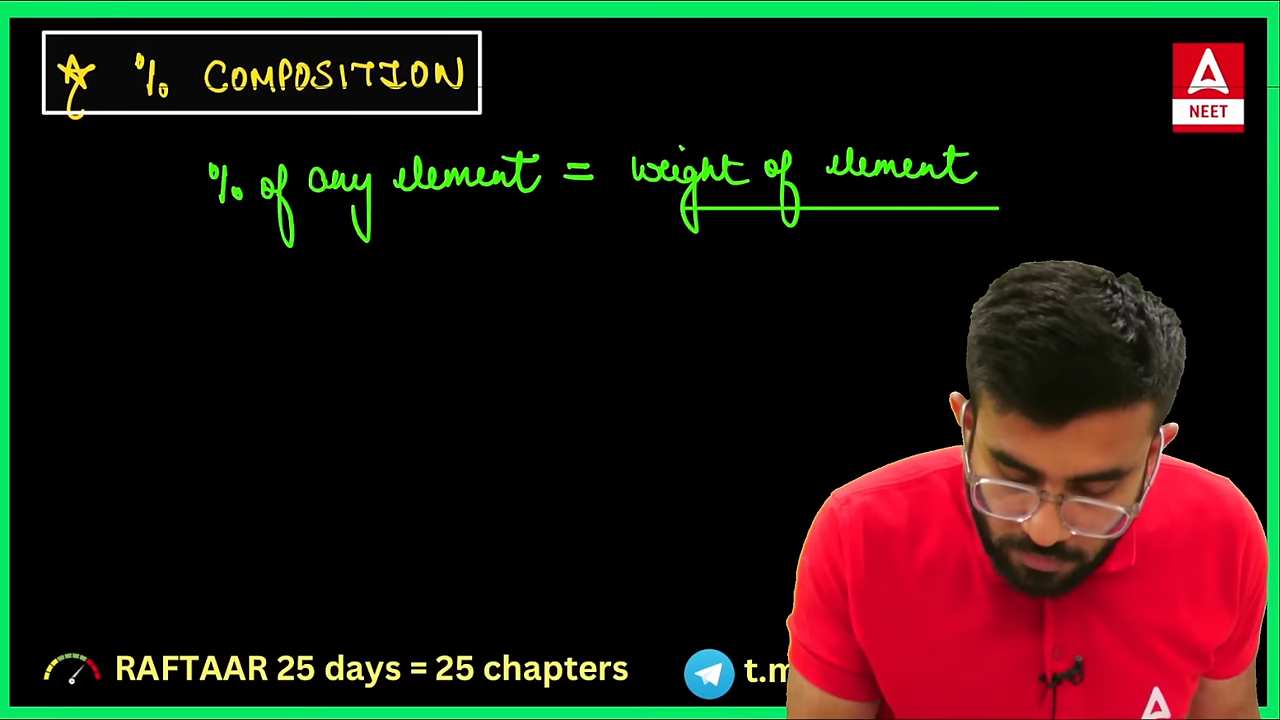 % COMPOSITION
NEET
% of any element = weight of element
RAFTAAR 25 days = 25 chapters
t.m